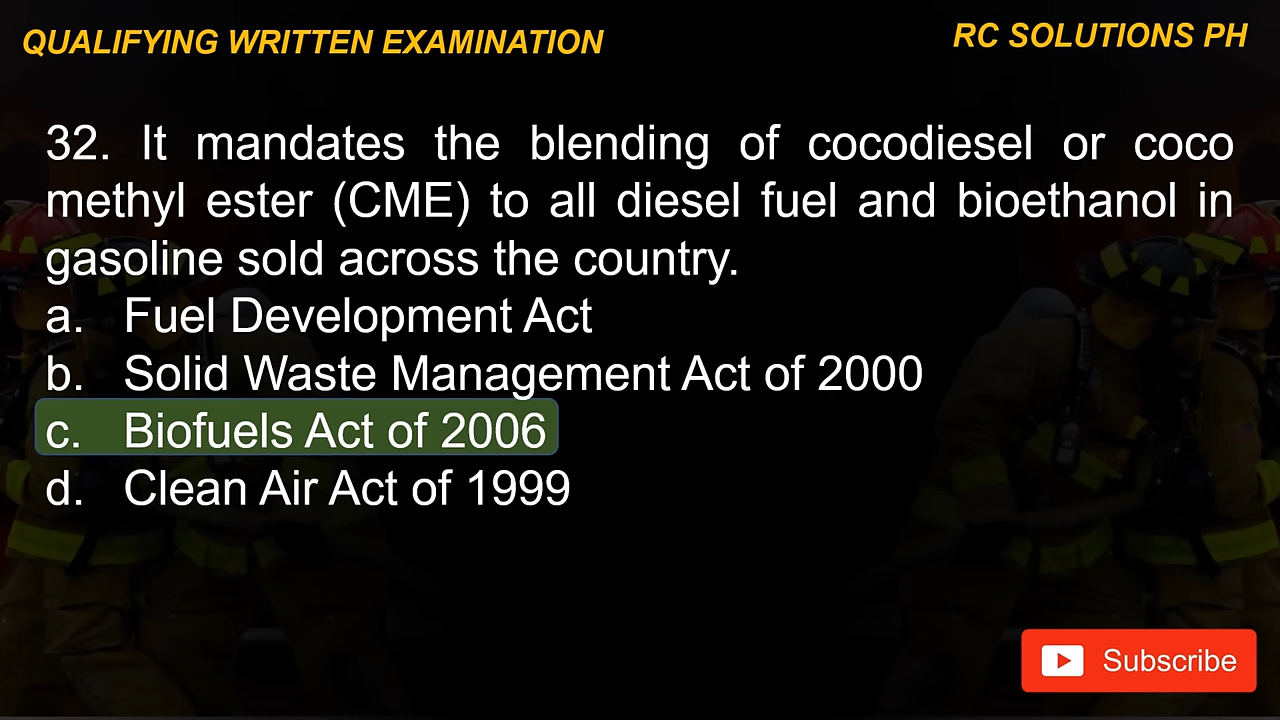 QUALIFYING WRITTEN EXAMINATION
RC SOLUTIONS PH
32. It mandates the blending of cocodiesel or coco
methyl ester (CME) to all diesel fuel and bioethanol in
gasoline sold across the country.
a. Fuel Development Act
b. Solid Waste Management Act of 2000
c. Biofuels Act of 2006
d. Clean Air Act of 1999
Subscribe